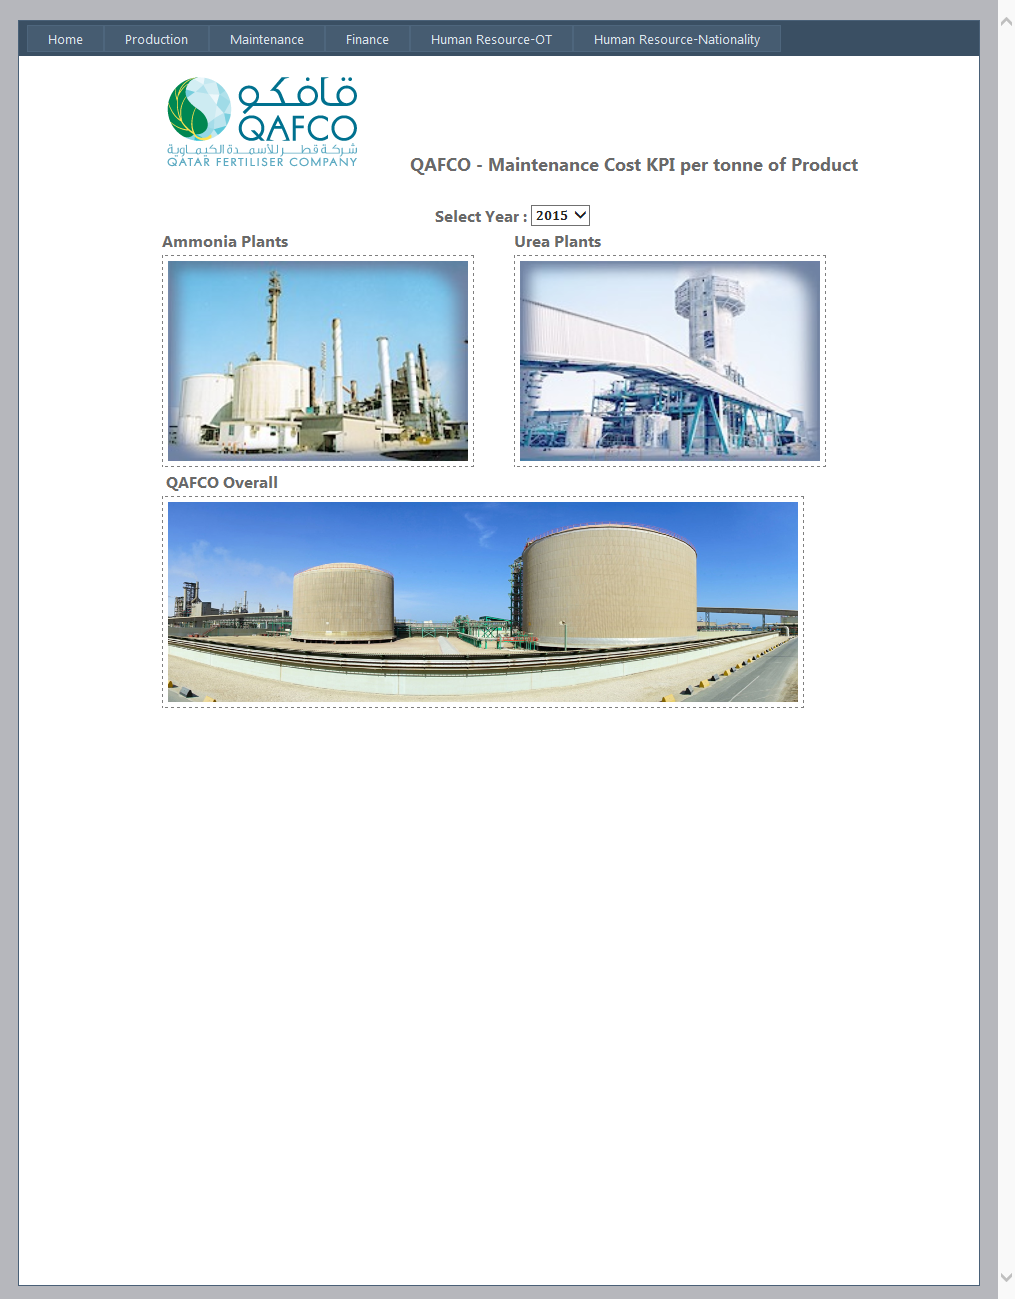 Home Production Maintenance Finance Human Resource-OT Human Resource-Nationality
قافكو
QAFCO
شركة قطر للأسمدة الكيماوية
QATAR FERTILISER COMPANY
QAFCO - Maintenance Cost KPI per tonne of Product
Select Year : 2015
Ammonia Plants Urea Plants
QAFCO Overall